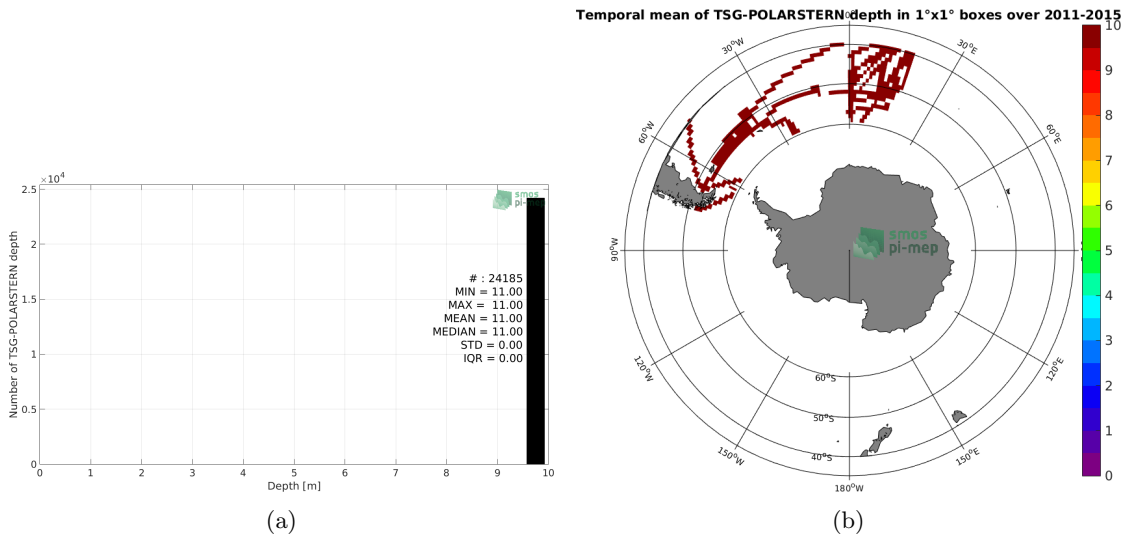 ×10⁴
2.5
2
1.5
1
0.5
0
Number of TSG-POLARSTERN depth
smos
pi-mep
# : 24185
MIN = 11.00
MAX = 11.00
MEAN = 11.00
MEDIAN = 11.00
STD = 0.00
IQR = 0.00
0 1 2 3 4 5 6 7 8 9 10
Depth [m]
(a)
Temporal mean of TSG-POLARSTERN depth in 1°x1° boxes over 2011-2015
30°W
30°E
60°W
60°E
90°W
smos
pi-mep
120°W
120°E
60°S
50°S
40°S
150°W
150°E
180°W
10
9
8
7
6
5
4
3
2
1
0
(b)